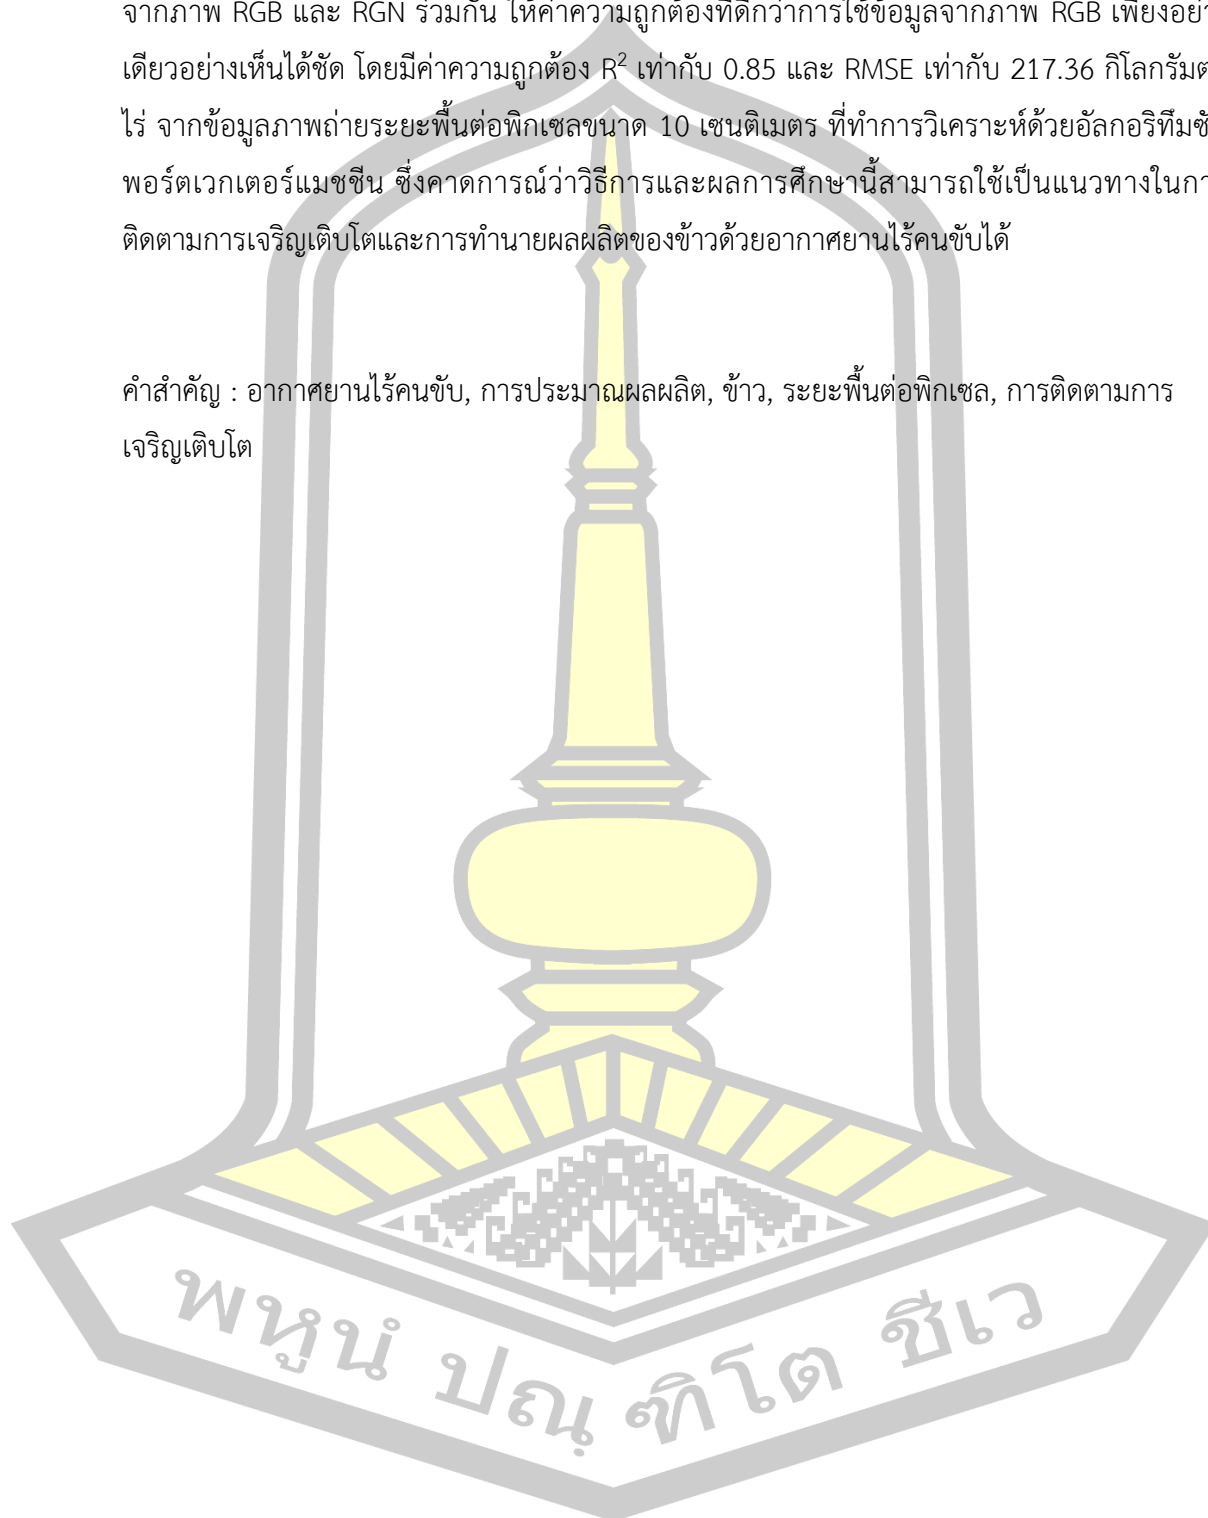 จากภาพ RGB และ RGN ร่วมกัน ให้ค่าความถูกต้องที่ดีกว่าการใช้ข้อมูลจากภาพ RGB เพียงอย่า
เดียวอย่างเห็นได้ชัด โดยมีค่าความถูกต้อง R² เท่ากับ 0.85 และ RMSE เท่ากับ 217.36 กิโลกรัมต
ไร่ จากข้อมูลภาพถ่ายระยะพื้นต่อพิกเซลขนาด 10 เซนติเมตร ที่ทำการวิเคราะห์ด้วยอัลกอริทึมซั
พอร์ตเวกเตอร์แมชชีน ซึ่งคาดการณ์ว่าวิธีการและผลการศึกษานี้สามารถใช้เป็นแนวทางในกา
ติดตามการเจริญเติบโตและการทำนายผลผลิตของข้าวด้วยอากาศยานไร้คนขับได้
คำสำคัญ : อากาศยานไร้คนขับ, การประมาณผลผลิต, ข้าว, ระยะพื้นต่อพิกเซล, การติดตามการ
เจริญเติบโต
พหูนํ ปณฺฑิโต ชีเว